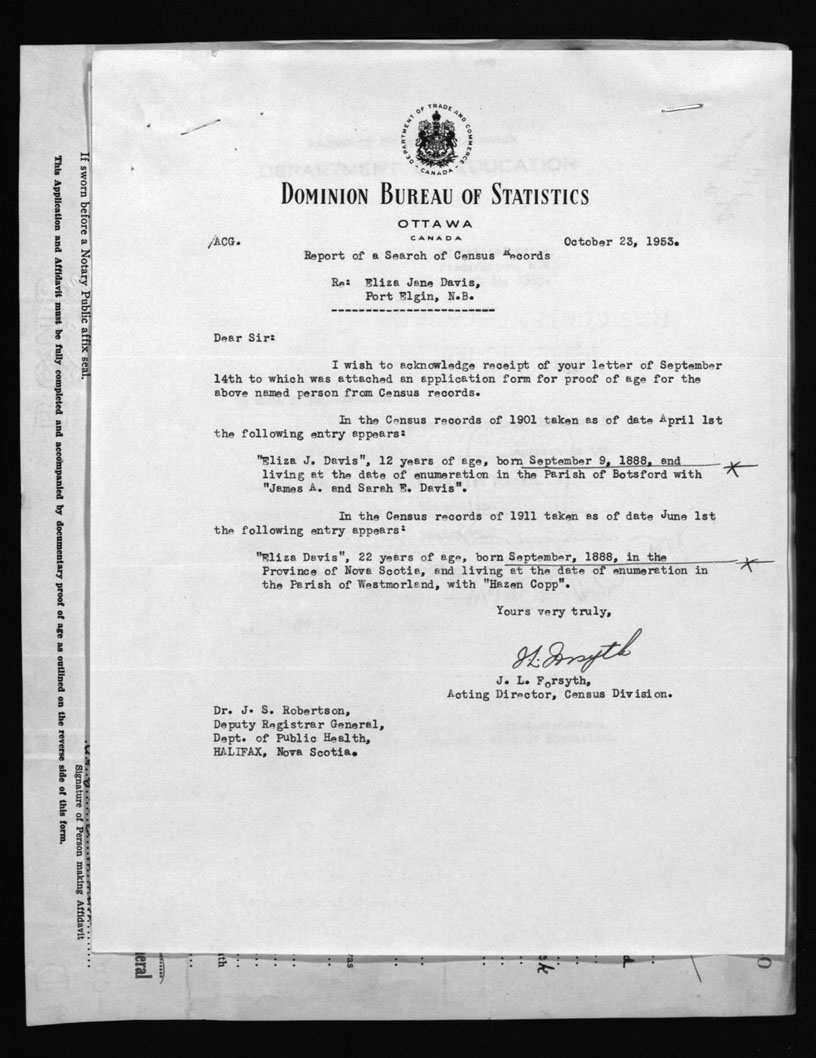 DEPARTMENT OF TRADE AND COMMERCE
CANADA
DOMINION BUREAU OF STATISTICS
OTTAWA
CANADA
/ACG. October 23, 1953.
Report of a Search of Census Records
Re: Eliza Jane Davis,
Port Elgin, N.B.
Dear Sir:
I wish to acknowledge receipt of your letter of September
14th to which was attached an application form for proof of age for the
above named person from Census records.
In the Census records of 1901 taken as of date April 1st
the following entry appears:
"Eliza J. Davis", 12 years of age, born September 9, 1888, and
living at the date of enumeration in the Parish of Botsford with
"James A. and Sarah E. Davis".
In the Census records of 1911 taken as of date June 1st
the following entry appears:
"Eliza Davis", 22 years of age, born September, 1888, in the
Province of Nova Scotia, and living at the date of enumeration in
the Parish of Westmorland, with "Hazen Copp".
Yours very truly,
J L Forsyth
J. L. Forsyth,
Acting Director, Census Division.
Dr. J. S. Robertson,
Deputy Registrar General,
Dept. of Public Health,
HALIFAX, Nova Scotia.
If sworn before a Notary Public affix seal.
This Application and Affidavit must be fully completed and accompanied by documentary proof of age as outlined on the reverse side of this form.
Signature of Person making Affidavit